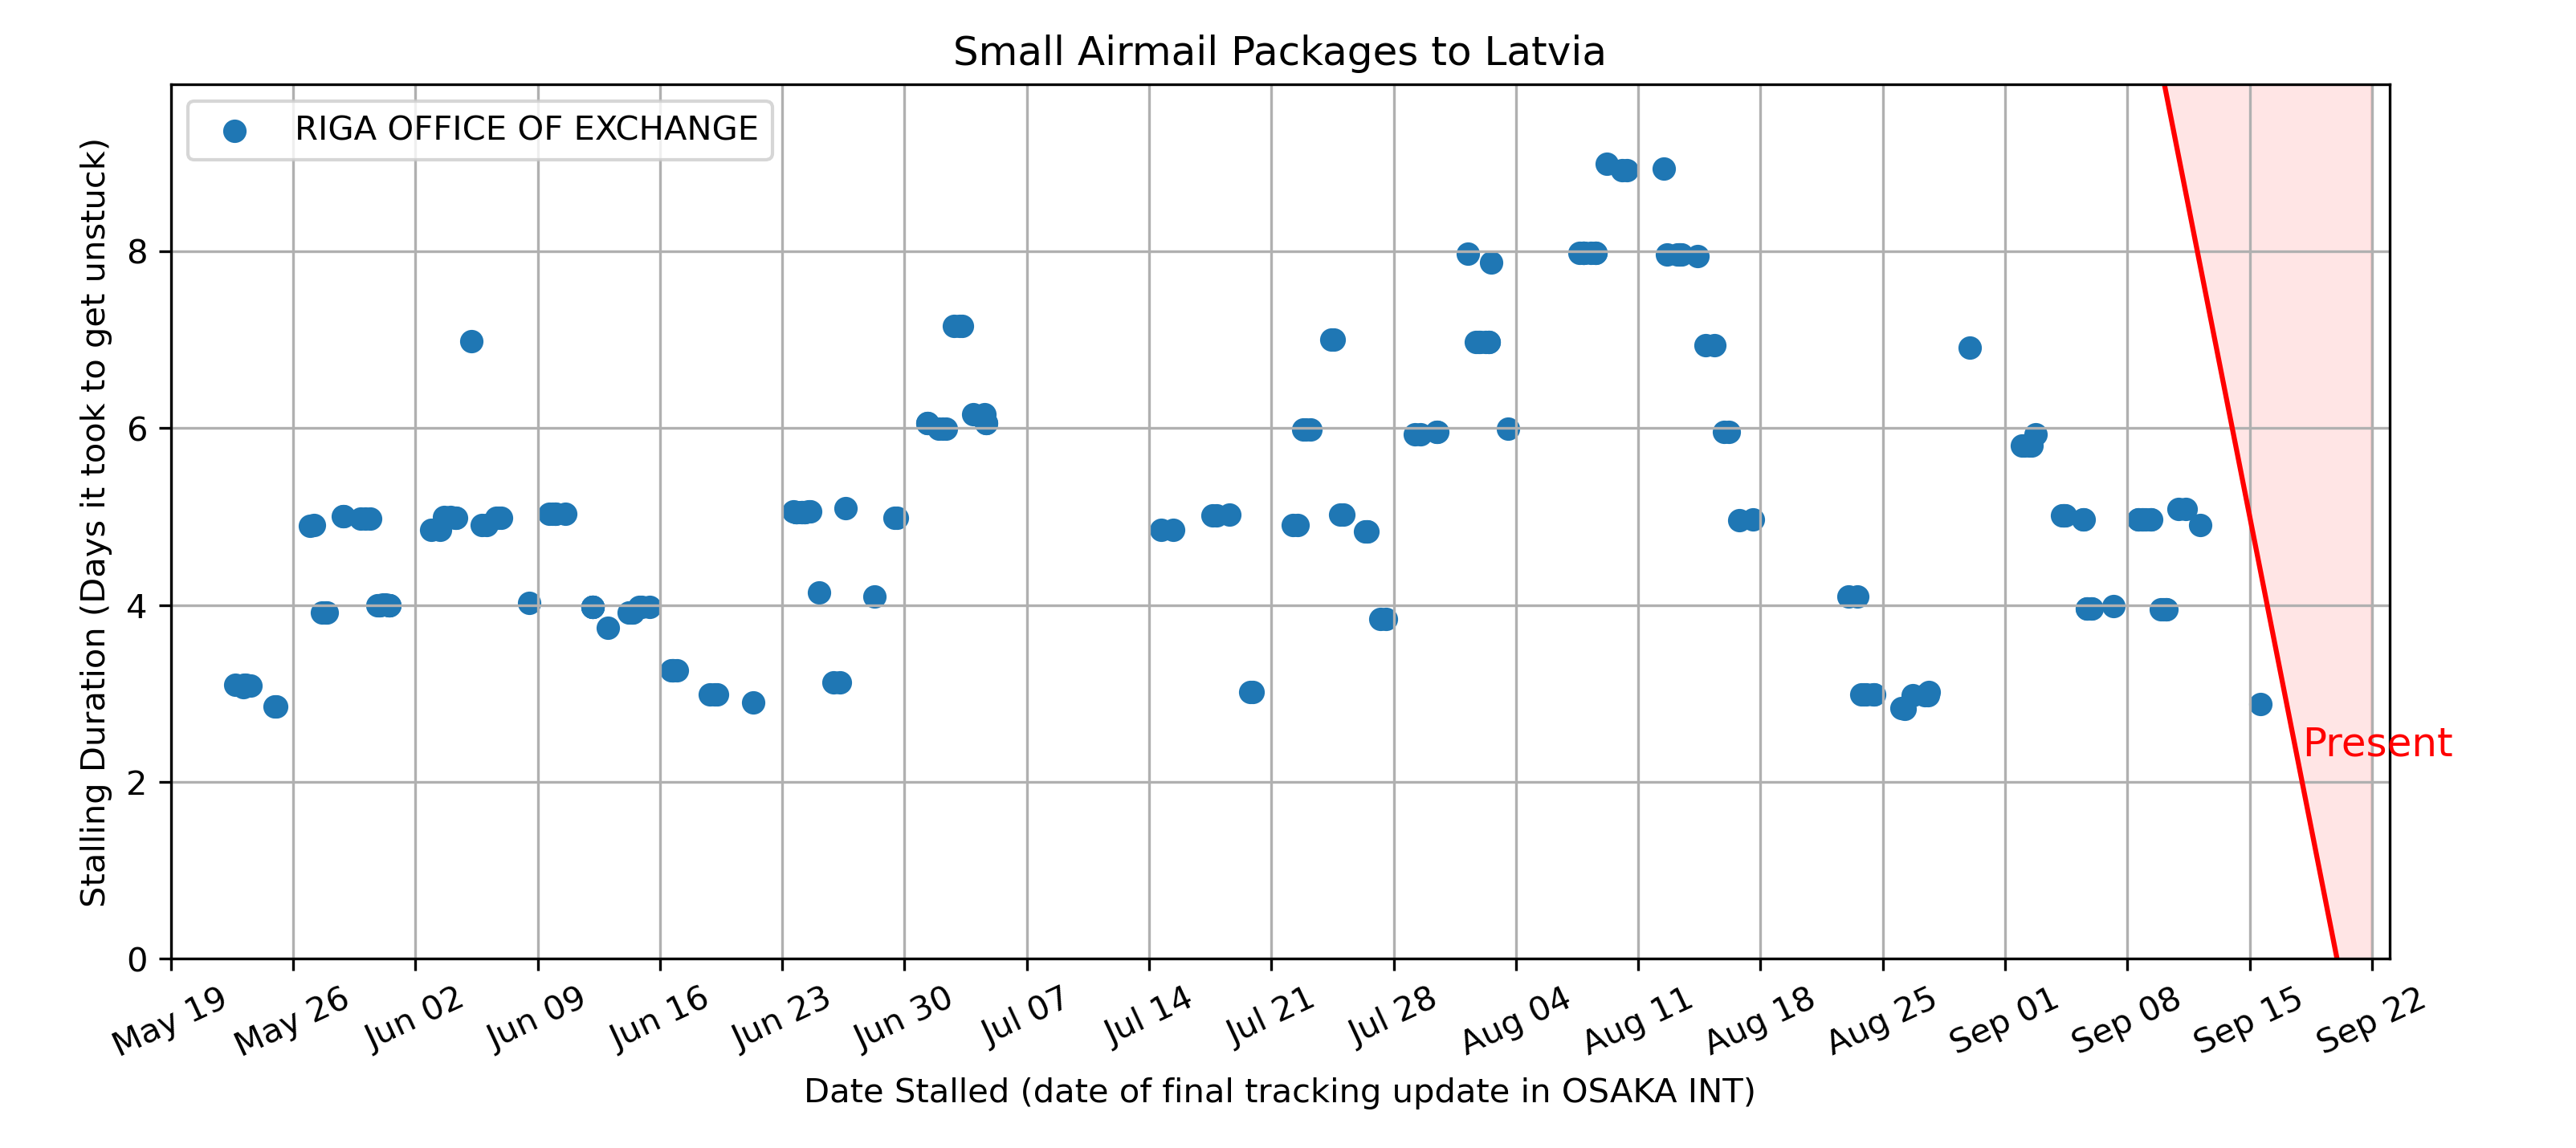 Small Airmail Packages to Latvia
RIGA OFFICE OF EXCHANGE
Stalling Duration (Days it took to get unstuck)
8
6
4
2
0
Present
May 19
May 26
Jun 02
Jun 09
Jun 16
Jun 23
Jun 30
Jul 07
Jul 14
Jul 21
Jul 28
Aug 04
Aug 11
Aug 18
Aug 25
Sep 01
Sep 08
Sep 15
Sep 22
Date Stalled (date of final tracking update in OSAKA INT)